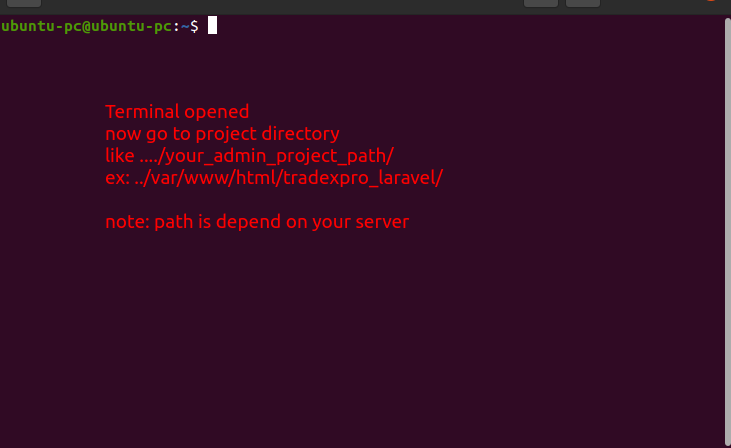 ubuntu-pc@ubuntu-pc:~$
Terminal opened
now go to project directory
like ..../your_admin_project_path/
ex: ../var/www/html/tradexpro_laravel/
note: path is depend on your server